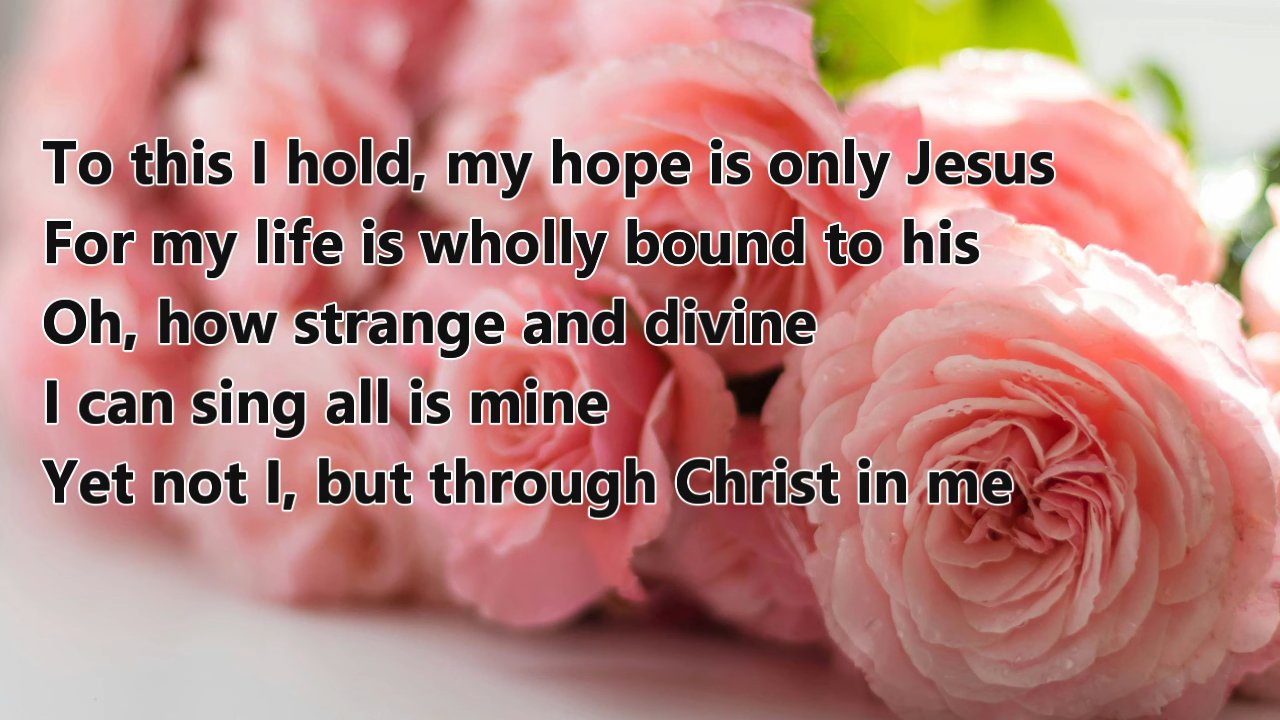 To this I hold, my hope is only Jesus
For my life is wholly bound to his
Oh, how strange and divine
I can sing all is mine
Yet not I, but through Christ in me